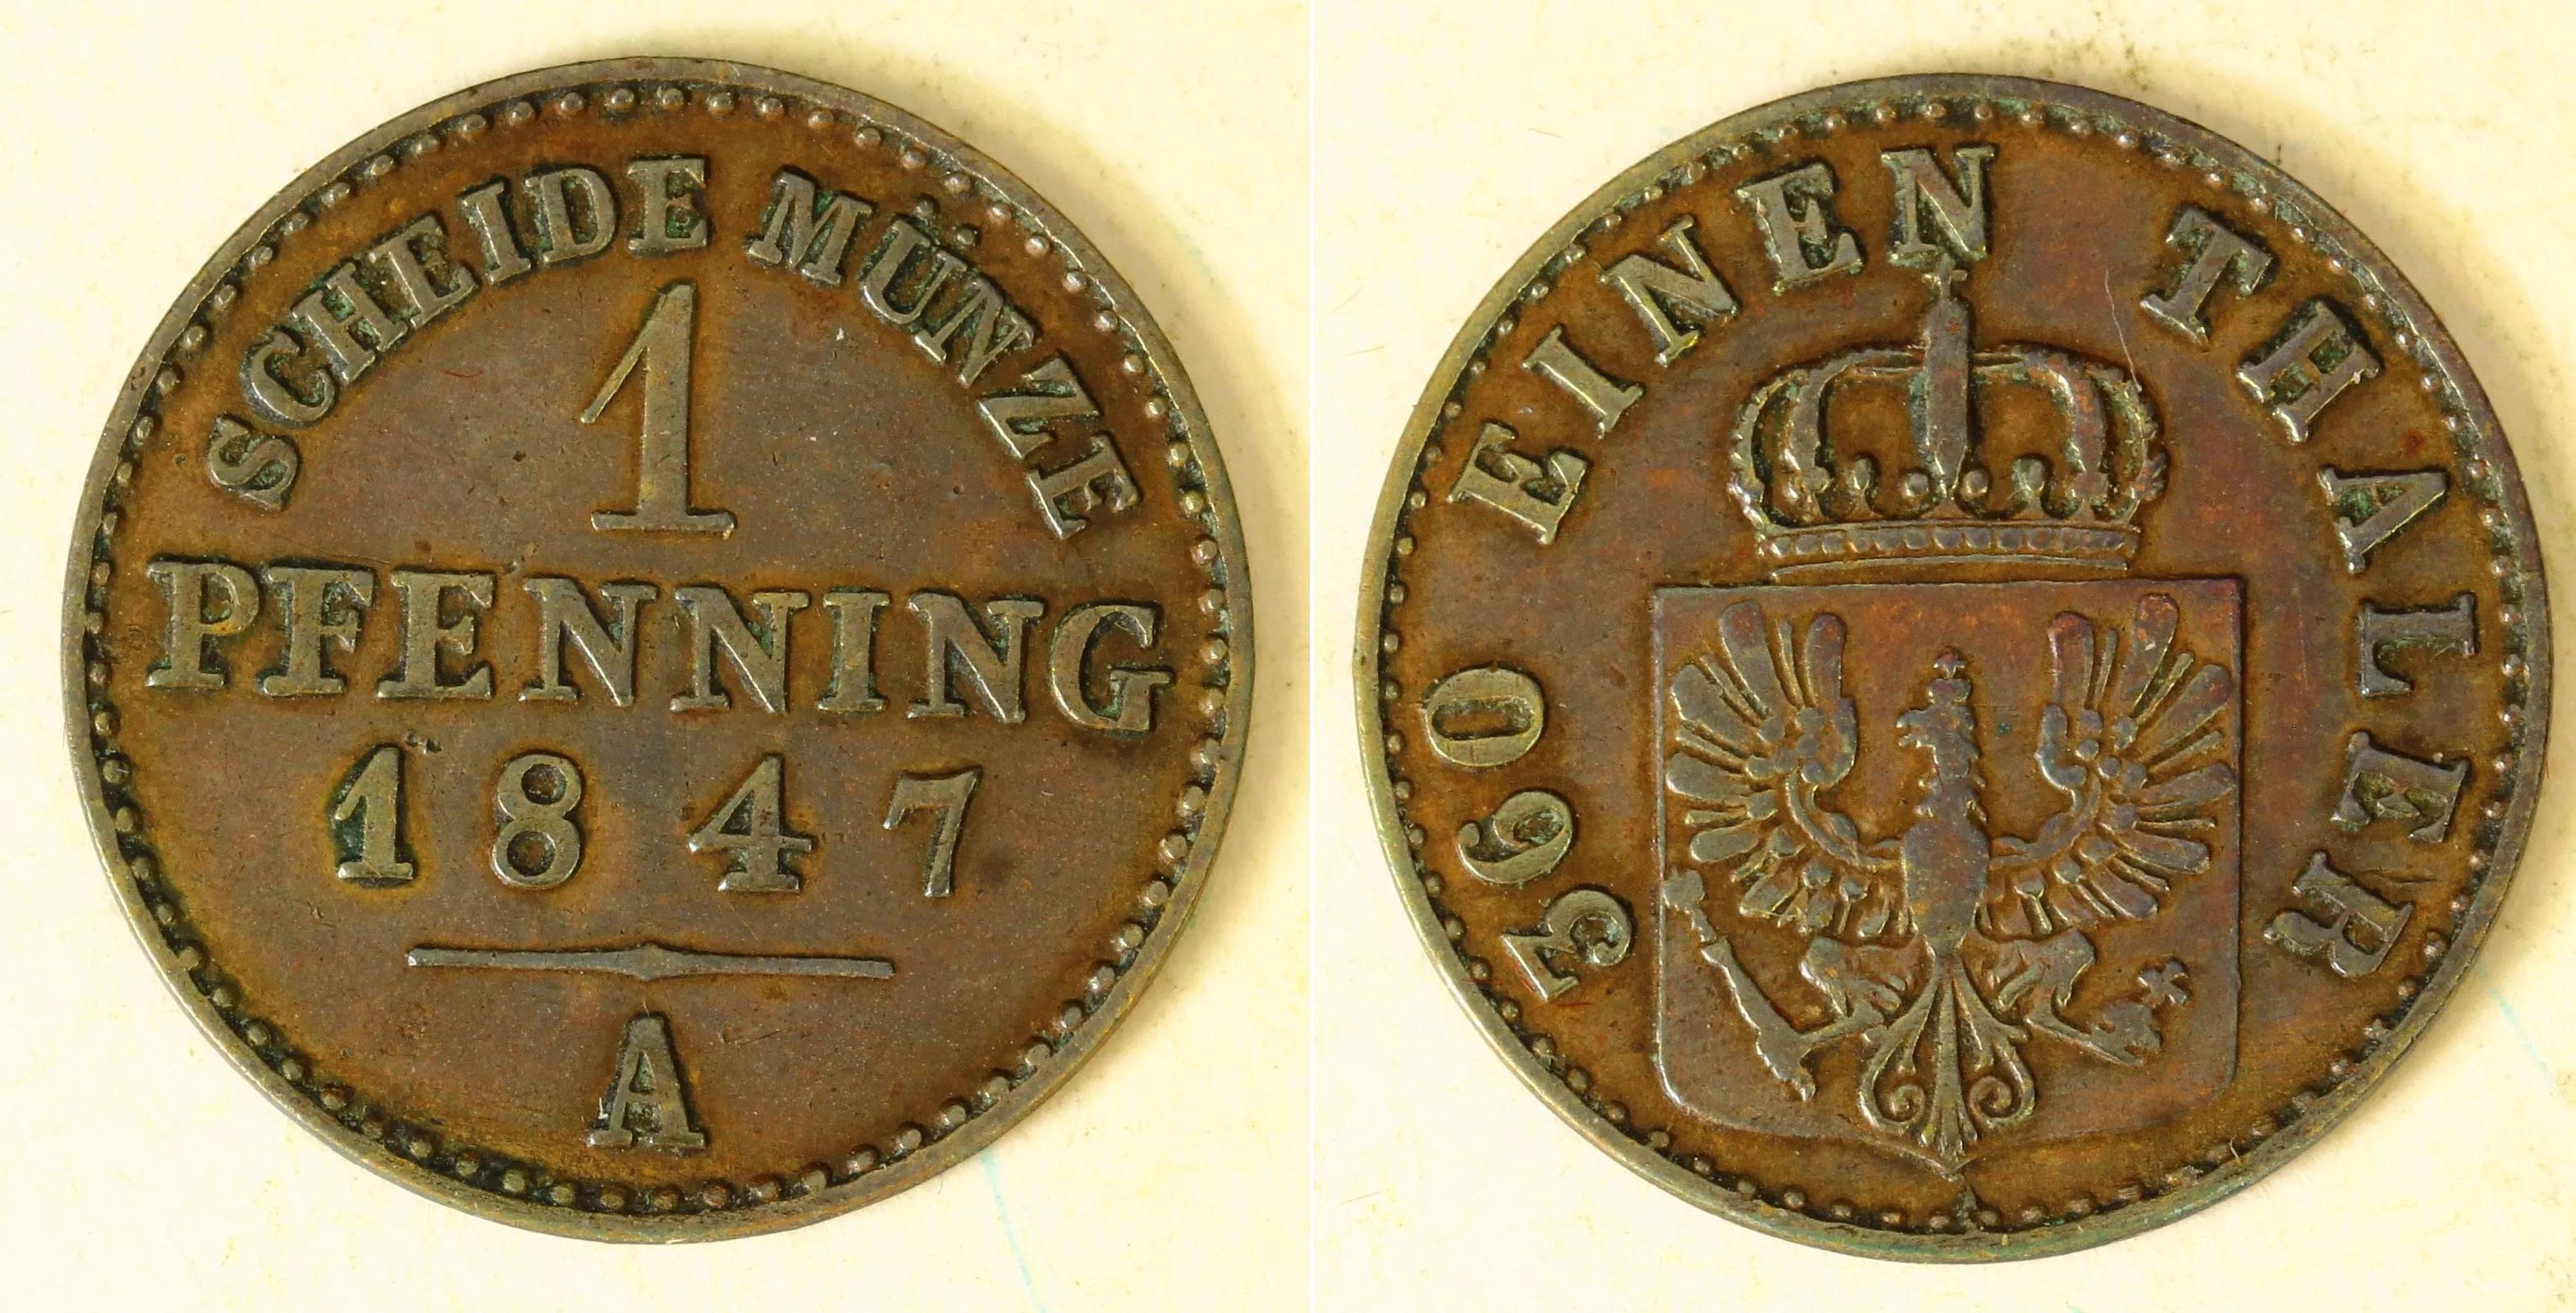 SCHEIDE MÜNZE
1
PFENNING
1847
A
360 EINEN THALER